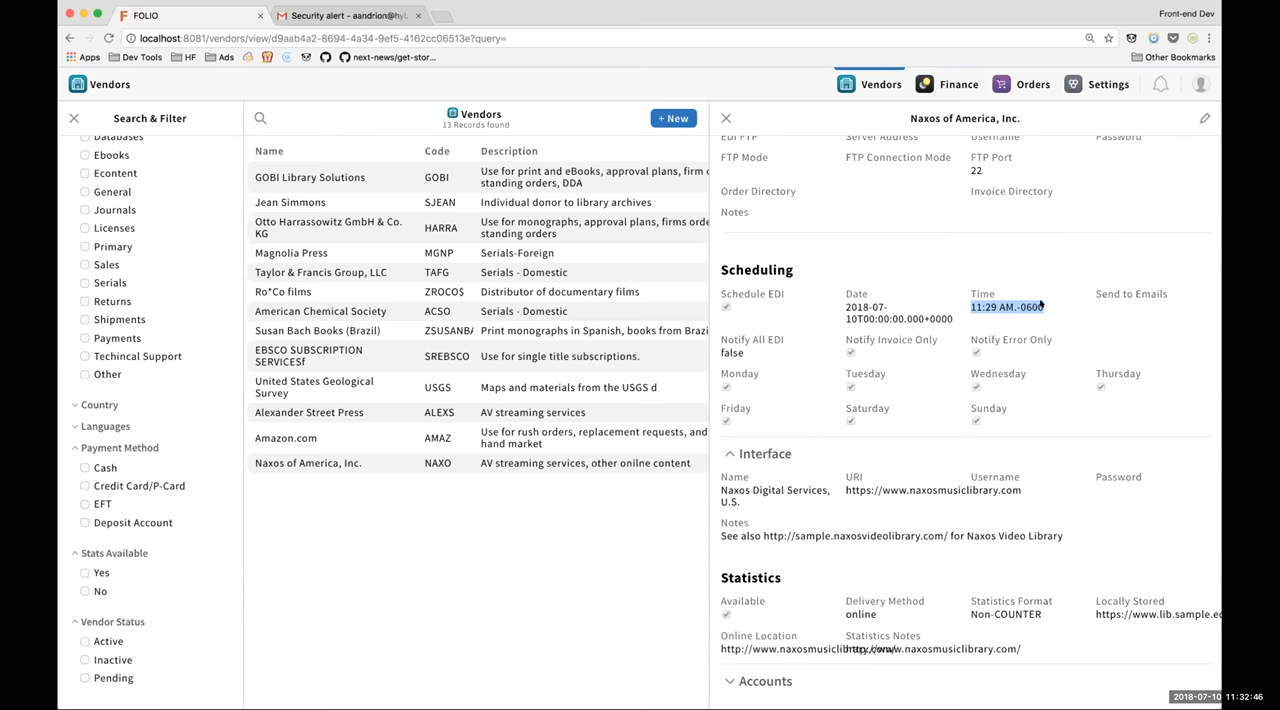 FOLIO
Security alert - aandrion@hyl
Front-end Dev
localhost:8081/vendors/view/d9aab4a2-8694-4a34-9ef5-4162cc06513e?query=
Apps
Dev Tools
HF
Ads
next-news/get-stor...
Other Bookmarks
Vendors
Vendors
Finance
Orders
Settings
Search & Filter
Databases
Ebooks
Econtent
General
Journals
Licenses
Primary
Sales
Serials
Returns
Shipments
Payments
Techincal Support
Other
Country
Languages
Payment Method
Cash
Credit Card/P-Card
EFT
Deposit Account
Stats Available
Yes
No
Vendor Status
Active
Inactive
Pending
Vendors
13 Records found
+ New
Name Code Description
GOBI Library Solutions GOBI Use for print and eBooks, approval plans, firm o
standing orders, DDA
Jean Simmons SJEAN Individual donor to library archives
Otto Harrassowitz GmbH & Co. KG HARRA Use for monographs, approval plans, firms orde
standing orders
Magnolia Press MGNP Serials-Foreign
Taylor & Francis Group, LLC TAFG Serials - Domestic
Ro*Co films ZROCO$ Distributor of documentary films
American Chemical Society ACSO Serials - Domestic
Susan Bach Books (Brazil) ZSUSANBA Print monographs in Spanish, books from Brazi
EBSCO SUBSCRIPTION
SERVICESf SREBSCO Use for single title subscriptions.
United States Geological
Survey USGS Maps and materials from the USGS d
Alexander Street Press ALEXS AV streaming services
Amazon.com AMAZ Use for rush orders, replacement requests, and
hand market
Naxos of America, Inc. NAXO AV streaming services, other onilne content
Naxos of America, Inc.
EDI FTP Server Address Username Password
FTP Mode FTP Connection Mode FTP Port
22
Order Directory Invoice Directory
Notes
Scheduling
Schedule EDI Date Time Send to Emails
2018-07-
10T00:00:00.000+0000
11:29 AM.-0600
Notify All EDI Notify Invoice Only Notify Error Only
false
Monday Tuesday Wednesday Thursday
Friday Saturday Sunday
Interface
Name URI Username Password
Naxos Digital Services,
U.S.
https://www.naxosmusiclibrary.com
Notes
See also http://sample.naxosvideolibrary.com/ for Naxos Video Library
Statistics
Available Delivery Method Statistics Format Locally Stored
online Non-COUNTER https://www.lib.sample.ed
Online Location Statistics Notes
http://www.naxosmusiclibrary.com/
http://www.naxosmusiclibrary.com/
Accounts
2018-07-10 11:32:46